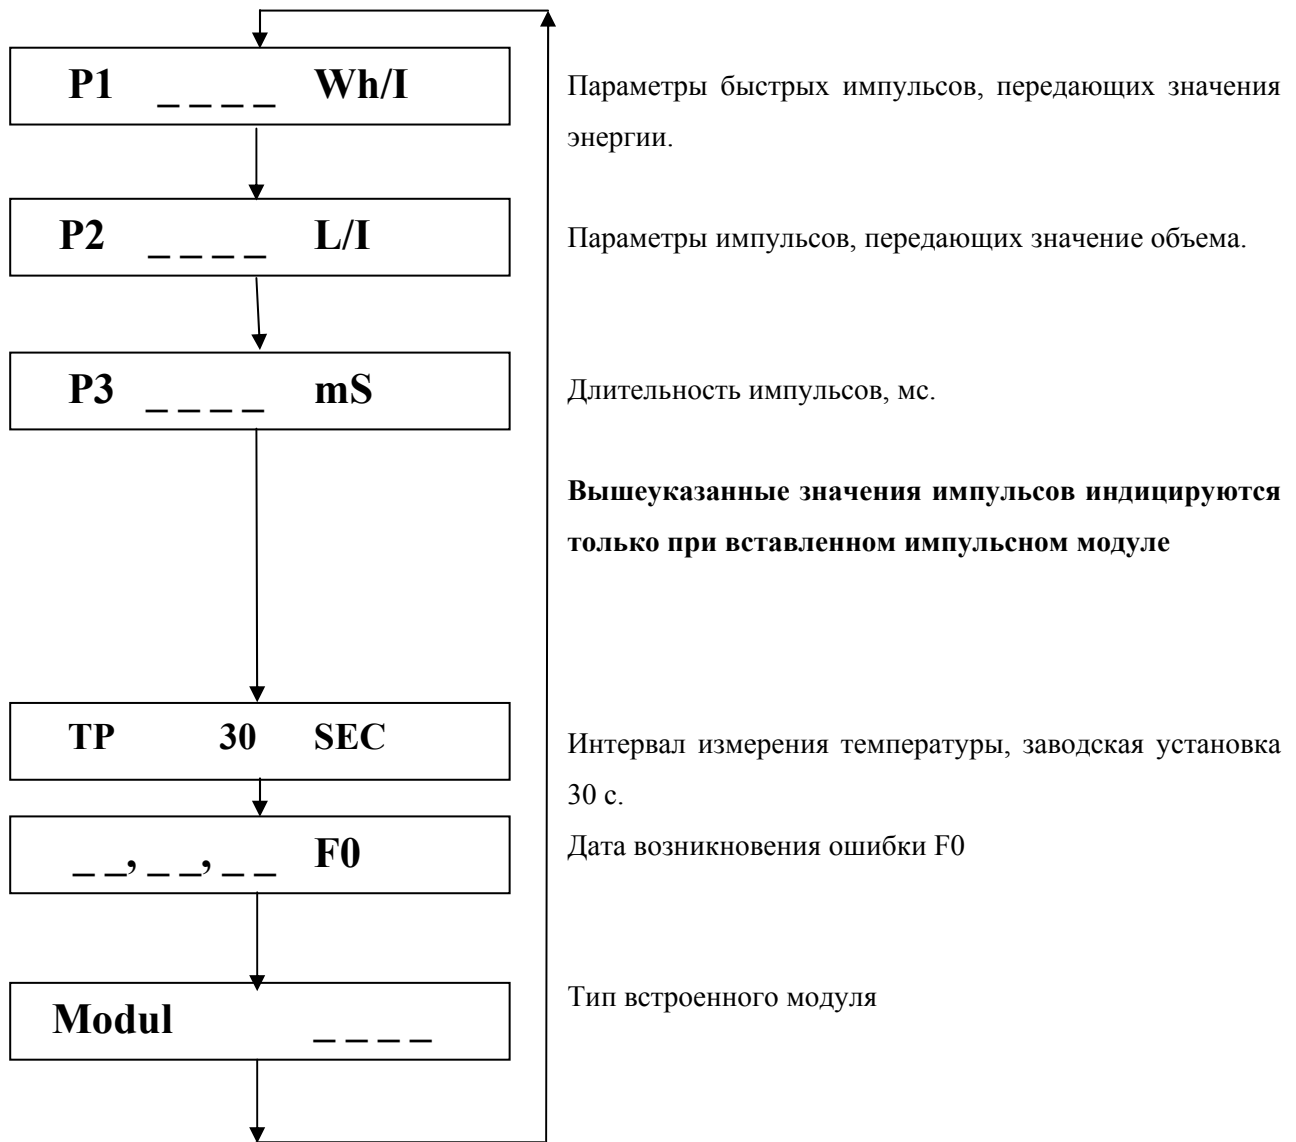 P1 _ _ _ _ Wh/I
Параметры быстрых импульсов, передающих значения
энергии.
P2 _ _ _ _ L/I
Параметры импульсов, передающих значение объема.
P3 _ _ _ _ mS
Длительность импульсов, мс.
Вышеуказанные значения импульсов индицируются
только при вставленном импульсном модуле
TP 30 SEC
Интервал измерения температуры, заводская установка
30 с.
_ _, _ _, _ _ F0
Дата возникновения ошибки F0
Modul _ _ _ _
Тип встроенного модуля